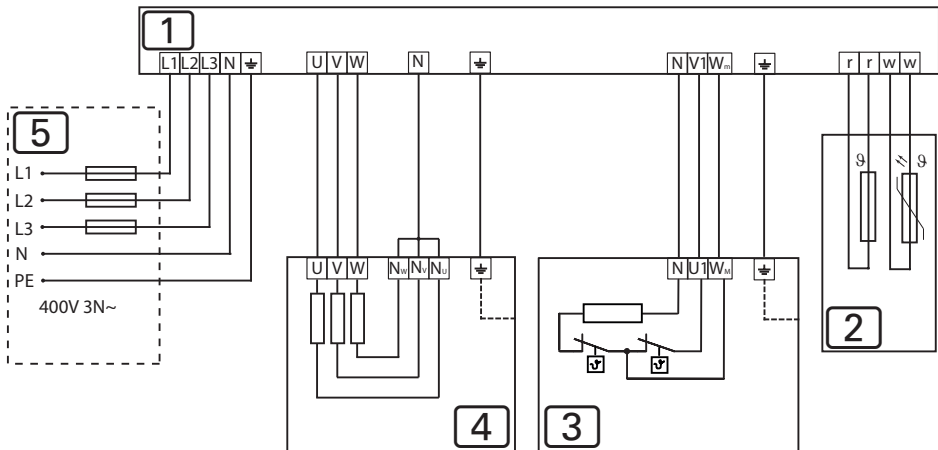 1
L1 L2 L3 N
U V W
N
N V1 Wm
r r w w
5
L1
L2
L3
N
PE
400V 3N~
U V W
NW NV NU
N U1 WM
ϑ
ϑ
2
ϑ ϑ
4
3